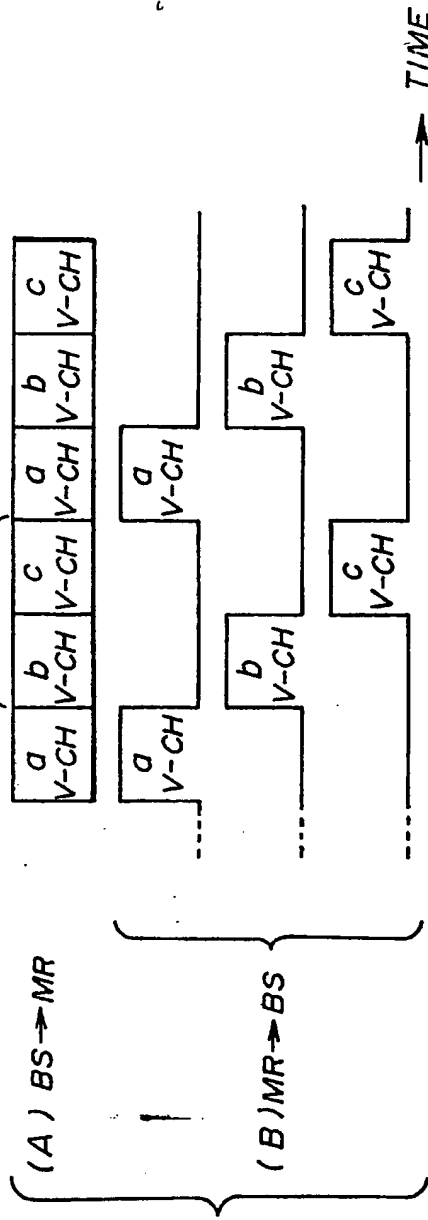 (A) BS→MR
a b c a b c
V-CH V-CH V-CH V-CH V-CH V-CH
a a
V-CH V-CH
(B) MR→BS
b b
V-CH V-CH
c c
V-CH V-CH
→ TIME